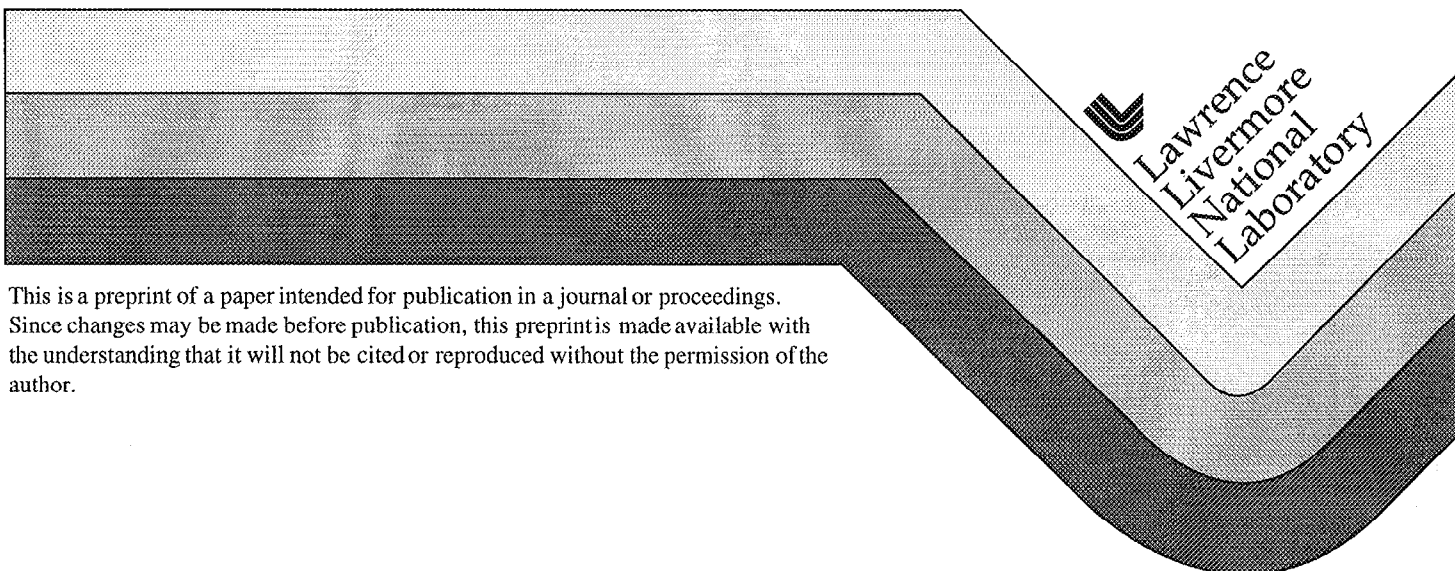 Lawrence
Livermore
National
Laboratory
This is a preprint of a paper intended for publication in a journal or proceedings.
Since changes may be made before publication, this preprint is made available with
the understanding that it will not be cited or reproduced without the permission of the
author.